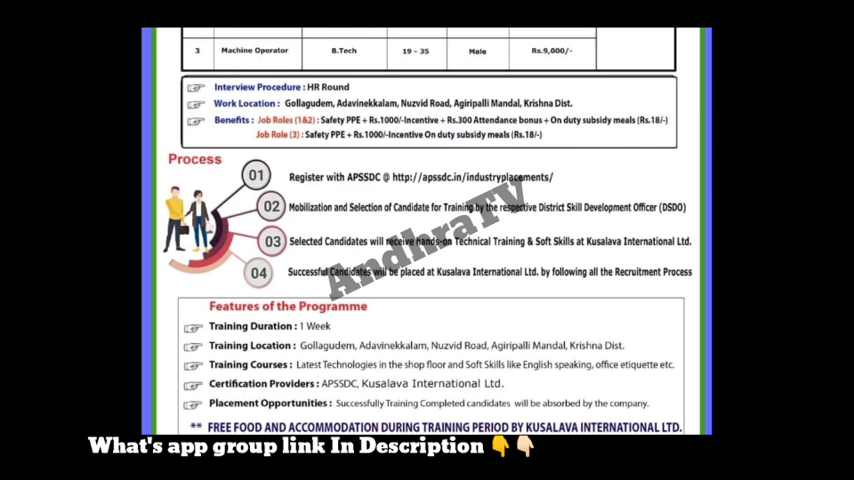 3 Machine Operator B.Tech 19 - 35 Male Rs.9,000/-
Interview Procedure : HR Round
Work Location : Gollagudem, Adavinekkalam, Nuzvid Road, Agiripalli Mandal, Krishna Dist.
Benefits : Job Roles (1&2) : Safety PPE + Rs.1000/-Incentive + Rs.300 Attendance bonus + On duty subsidy meals (Rs.18/-)
Job Role (3) : Safety PPE + Rs.1000/-Incentive On duty subsidy meals (Rs.18/-)
Process
01 Register with APSSDC @ http://apssdc.in/industryplacements/
02 Mobilization and Selection of Candidate for Training by the respective District Skill Development Officer (DSDO)
03 Selected Candidates will receive hands-on Technical Training & Soft Skills at Kusalava International Ltd.
04 Successful Candidates will be placed at Kusalava International Ltd. by following all the Recruitment Process
AndhraTV
Features of the Programme
Training Duration : 1 Week
Training Location : Gollagudem, Adavinekkalam, Nuzvid Road, Agiripalli Mandal, Krishna Dist.
Training Courses : Latest Technologies in the shop floor and Soft Skills like English speaking, office etiquette etc.
Certification Providers : APSSDC, Kusalava International Ltd.
Placement Opportunities : Successfully Training Completed candidates will be absorbed by the company.
** FREE FOOD AND ACCOMMODATION DURING TRAINING PERIOD BY KUSALAVA INTERNATIONAL LTD.
What's app group link In Description 👇👇🏻